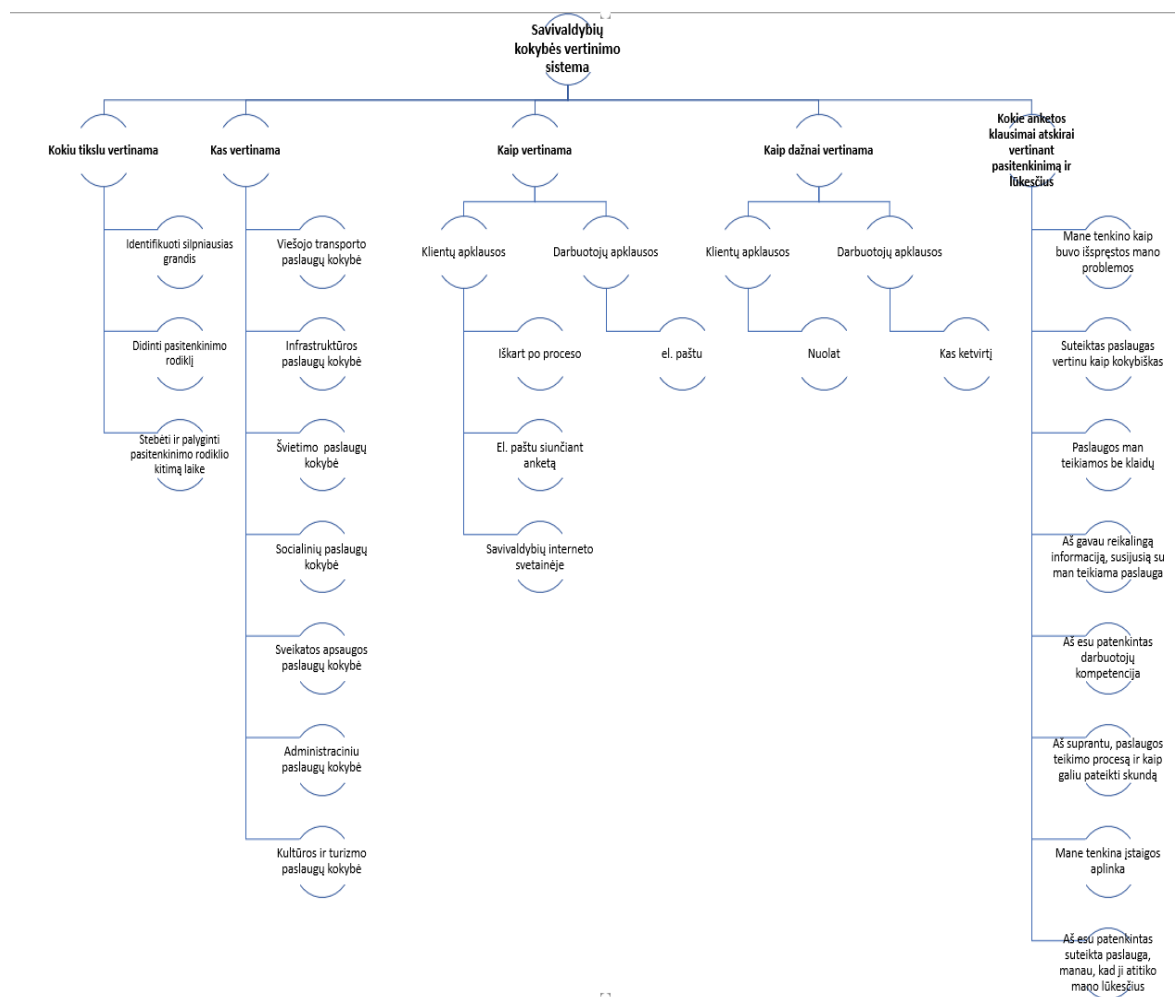 Savivaldybių
kokybės vertinimo
sistema
Kokiu tikslu vertinama
Identifikuoti silpniausias
grandis
Didinti pasitenkinimo
rodiklį
Stebėti ir palyginti
pasitenkinimo rodiklio
kitimą laike
Kas vertinama
Viešojo transporto
paslaugų kokybė
Infrastruktūros
paslaugų kokybė
Švietimo paslaugų
kokybė
Socialinių paslaugų
kokybė
Sveikatos apsaugos
paslaugų kokybė
Administraciniu
paslaugų kokybė
Kultūros ir turizmo
paslaugų kokybė
Kaip vertinama
Klientų apklausos
Iškart po proceso
El. paštu siunčiant
anketą
Savivaldybių interneto
svetainėje
Darbuotojų apklausos
el. paštu
Kaip dažnai vertinama
Klientų apklausos
Nuolat
Darbuotojų apklausos
Kas ketvirtį
Kokie anketos
klausimai atskirai
vertinant
pasitenkinimą ir
lūkesčius
Mane tenkino kaip
buvo išspręstos mano
problemos
Suteiktas paslaugas
vertinu kaip kokybiškas
Paslaugos man
teikiamos be klaidų
Aš gavau reikalingą
informaciją, susijusią su
man teikiama paslauga
Aš esu patenkintas
darbuotojų
kompetencija
Aš suprantu, paslaugos
teikimo procesą ir kaip
galiu pateikti skundą
Mane tenkina įstaigos
aplinka
Aš esu patenkintas
suteikta paslauga,
manau, kad ji atitiko
mano lūkesčius